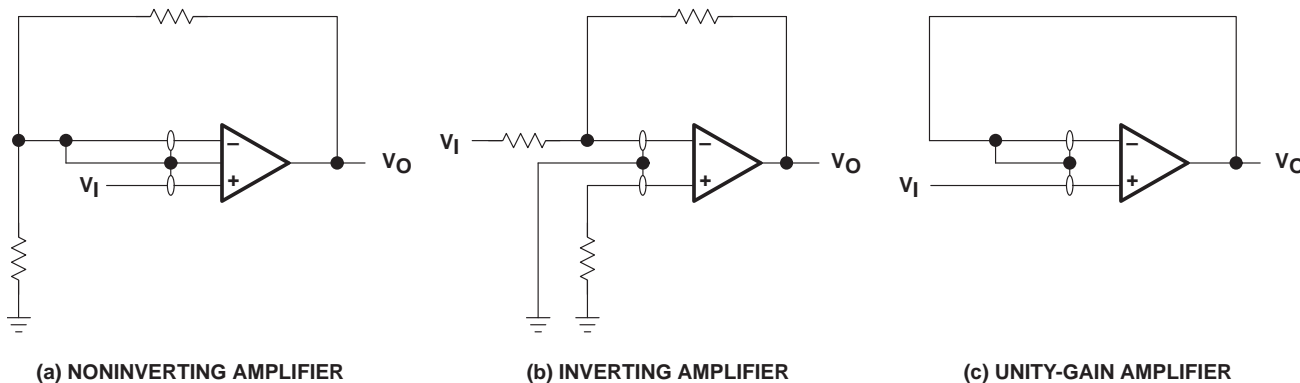 VI
VO
VI
VO
VI
VO
(a) NONINVERTING AMPLIFIER
(b) INVERTING AMPLIFIER
(c) UNITY-GAIN AMPLIFIER